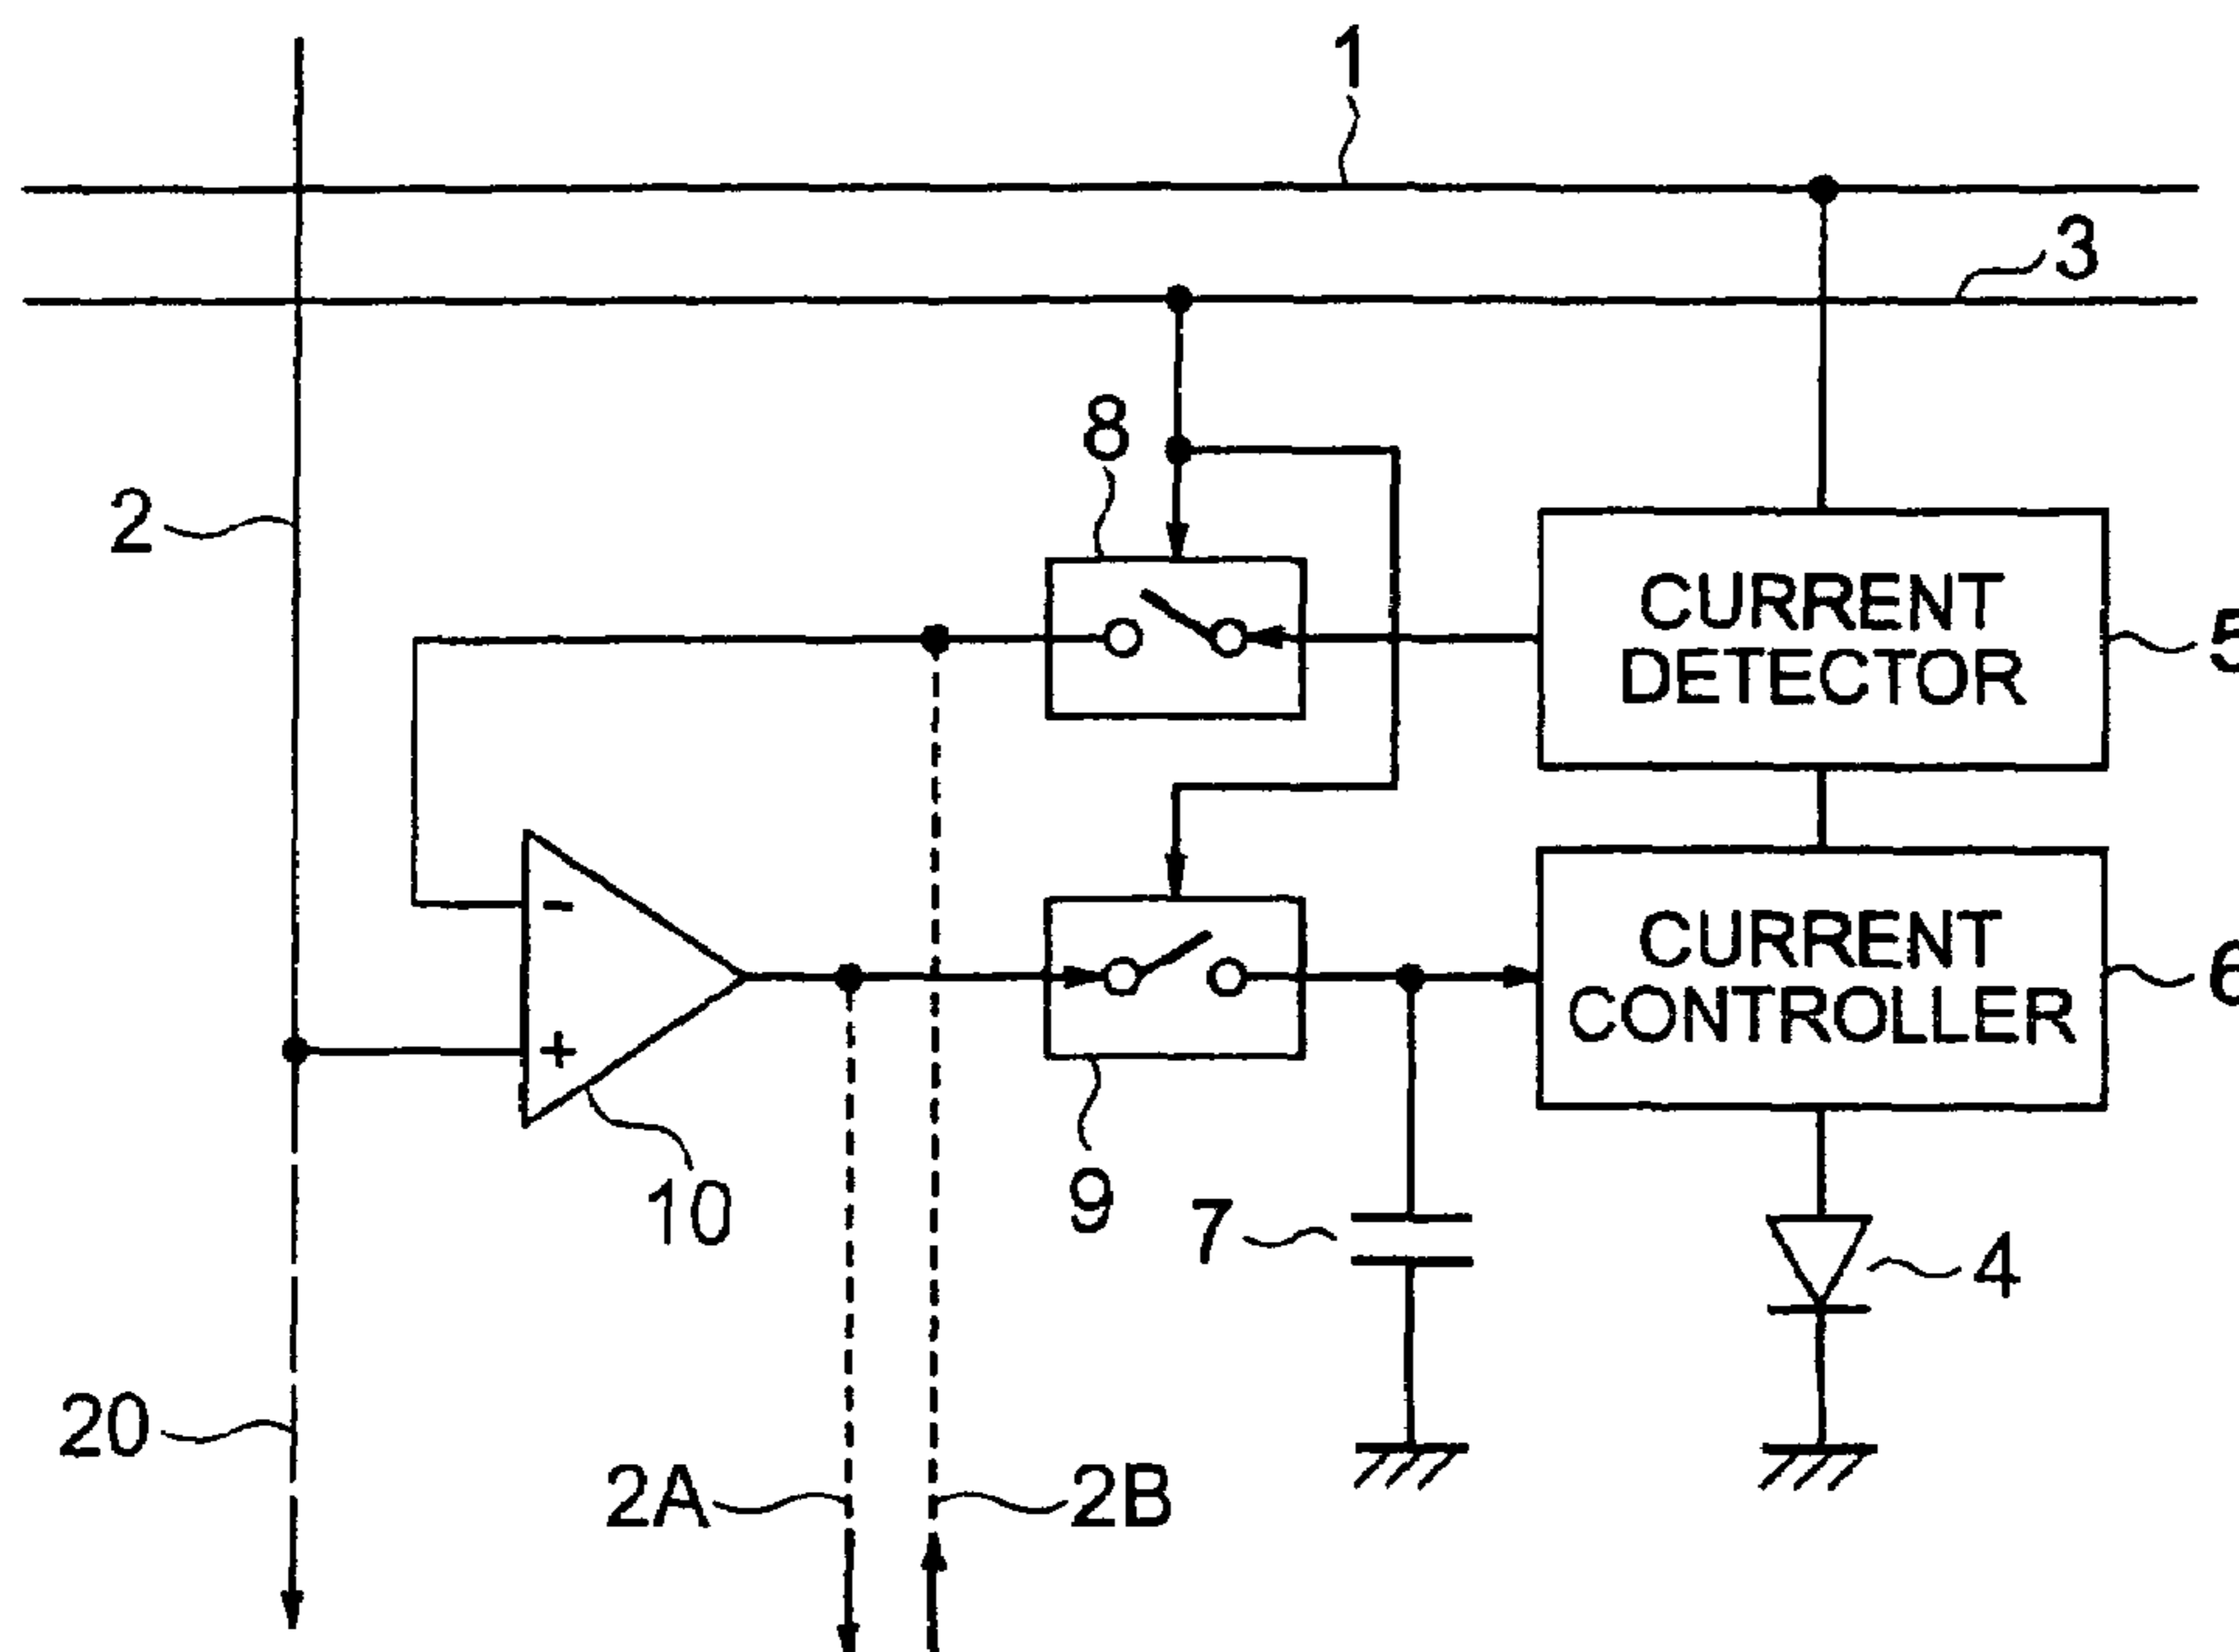 1
3
8
2
CURRENT
DETECTOR
5
-
CURRENT
CONTROLLER
6
+
10
9
7
4
20
2A
2B